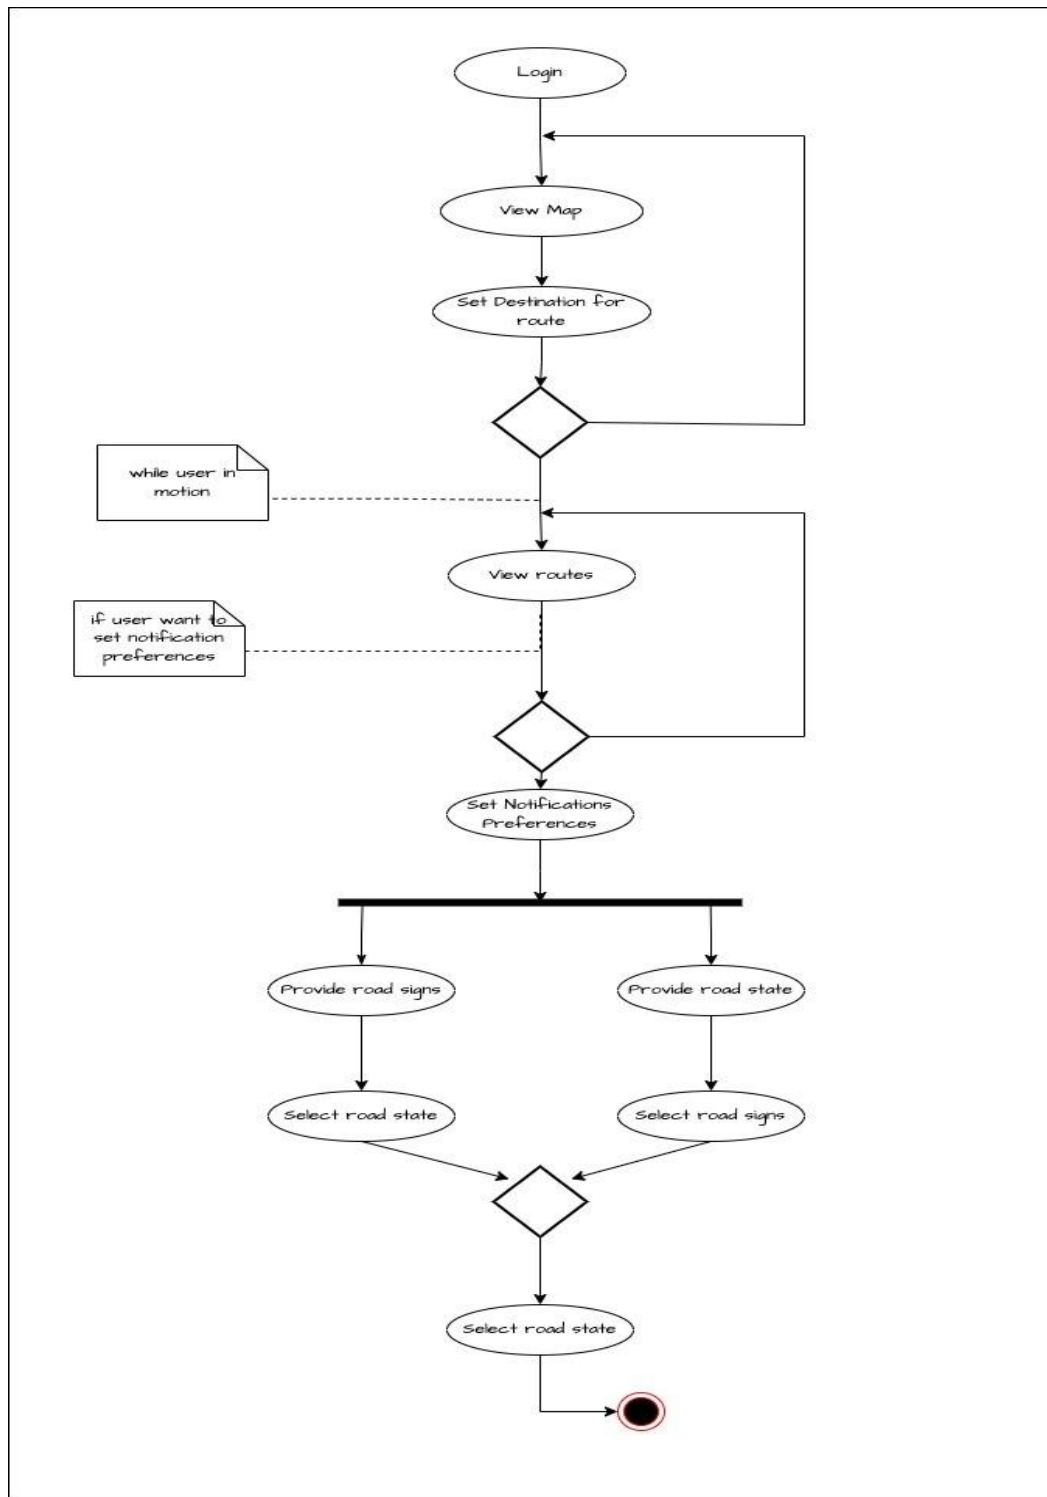 Login
View Map
Set Destination for
route
while user in
motion
View routes
if user want to
set notification
preferences
Set Notifications
Preferences
Provide road signs
Provide road state
Select road state
Select road signs
Select road state